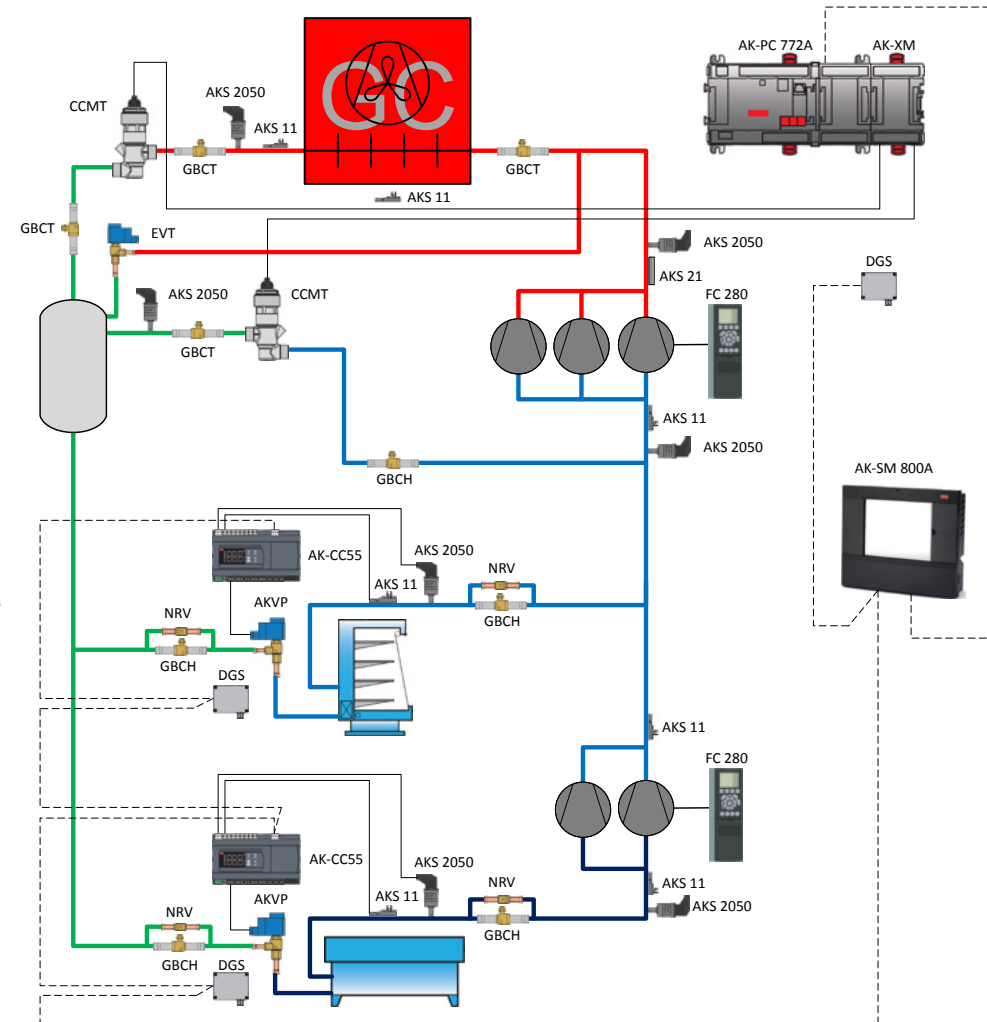 AK-PC 772A
AK-XM
AKS 2050
CCMT
AKS 11
GC
GBCT
GBCT
AKS 11
GBCT
EVT
AKS 2050
DGS
AKS 21
AKS 2050
CCMT
FC 280
GBCT
AKS 11
AKS 2050
GBCH
AK-SM 800A
AK-CC55
AKS 2050
AKS 11
NRV
NRV
AKVP
GBCH
GBCH
DGS
AKS 11
FC 280
AK-CC55
AKS 2050
AKS 11
NRV
AKS 11
AKS 2050
AKVP
NRV
GBCH
GBCH
DGS